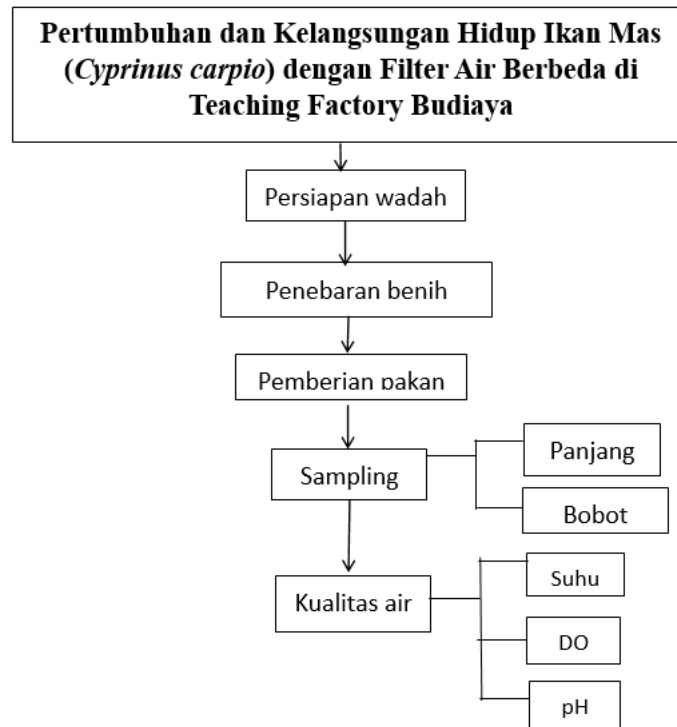 Pertumbuhan dan Kelangsungan Hidup Ikan Mas
(Cyprinus carpio) dengan Filter Air Berbeda di
Teaching Factory Budiaya
Persiapan wadah
Penebaran benih
Pemberian pakan
Sampling
Panjang
Bobot
Kualitas air
Suhu
DO
pH